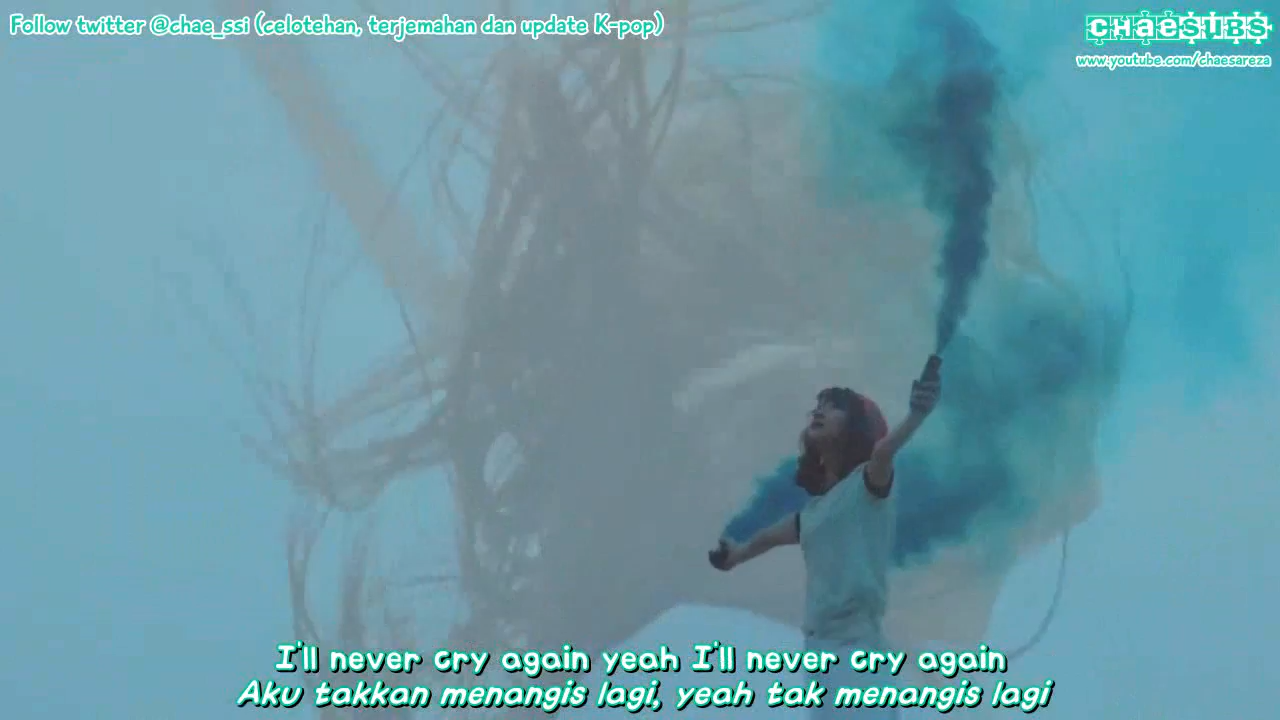 Follow twitter @chae_ssi (celotehan, terjemahan dan update K-pop)
CHAESUBS
www.youtube.com/chaesareza
I'll never cry again yeah I'll never cry again
Aku takkan menangis lagi, yeah tak menangis lagi